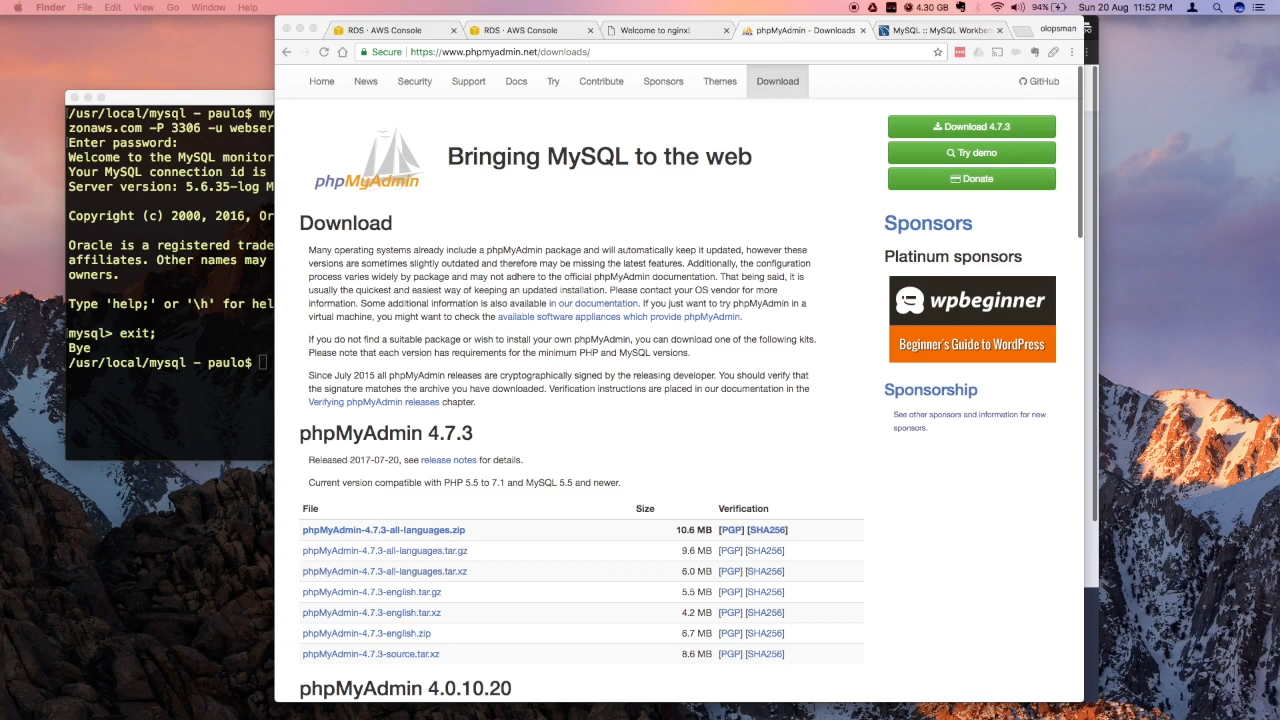 Finder File Edit View Go Window Help
Sun 20 Aug 11:36PM
RDS · AWS Console
RDS · AWS Console
Welcome to nginx!
phpMyAdmin - Downloads
MySQL :: MySQL Workben
olopsman
Secure https://www.phpmyadmin.net/downloads/
Home News Security Support Docs Try Contribute Sponsors Themes Download GitHub
/usr/local/mysql - paulo$ my
zonaws.com -P 3306 -u webser
Enter password:
Welcome to the MySQL monitor
Your MySQL connection id is
Server version: 5.6.35-log M
Copyright (c) 2000, 2016,
Oracle is a registered trade
affiliates. Other names may
owners.
Type 'help;' or '\h' for hel
mysql> exit;
Bye
/usr/local/mysql - paulo$
phpMyAdmin
Bringing MySQL to the web
Download 4.7.3
Try demo
Donate
Download
Many operating systems already include a phpMyAdmin package and will automatically keep it updated, however these
versions are sometimes slightly outdated and therefore may be missing the latest features. Additionally, the configuration
process varies widely by package and may not adhere to the official phpMyAdmin documentation. That being said, it is
usually the quickest and easiest way of keeping an updated installation. Please contact your OS vendor for more
information. Some additional information is also available in our documentation. If you just want to try phpMyAdmin in a
virtual machine, you might want to check the available software appliances which provide phpMyAdmin.
If you do not find a suitable package or wish to install your own phpMyAdmin, you can download one of the following kits.
Please note that each version has requirements for the minimum PHP and MySQL versions.
Since July 2015 all phpMyAdmin releases are cryptographically signed by the releasing developer. You should verify that
the signature matches the archive you have downloaded. Verification instructions are placed in our documentation in the
Verifying phpMyAdmin releases chapter.
phpMyAdmin 4.7.3
Released 2017-07-20, see release notes for details.
Current version compatible with PHP 5.5 to 7.1 and MySQL 5.5 and newer.
File Size Verification
phpMyAdmin-4.7.3-all-languages.zip 10.6 MB [PGP] [SHA256]
phpMyAdmin-4.7.3-all-languages.tar.gz 9.6 MB [PGP] [SHA256]
phpMyAdmin-4.7.3-all-languages.tar.xz 6.0 MB [PGP] [SHA256]
phpMyAdmin-4.7.3-english.tar.gz 5.5 MB [PGP] [SHA256]
phpMyAdmin-4.7.3-english.tar.xz 4.2 MB [PGP] [SHA256]
phpMyAdmin-4.7.3-english.zip 6.7 MB [PGP] [SHA256]
phpMyAdmin-4.7.3-source.tar.xz 8.6 MB [PGP] [SHA256]
phpMyAdmin 4.0.10.20
Sponsors
Platinum sponsors
wpbeginner
Beginner's Guide to WordPress
Sponsorship
See other sponsors and information for new
sponsors.